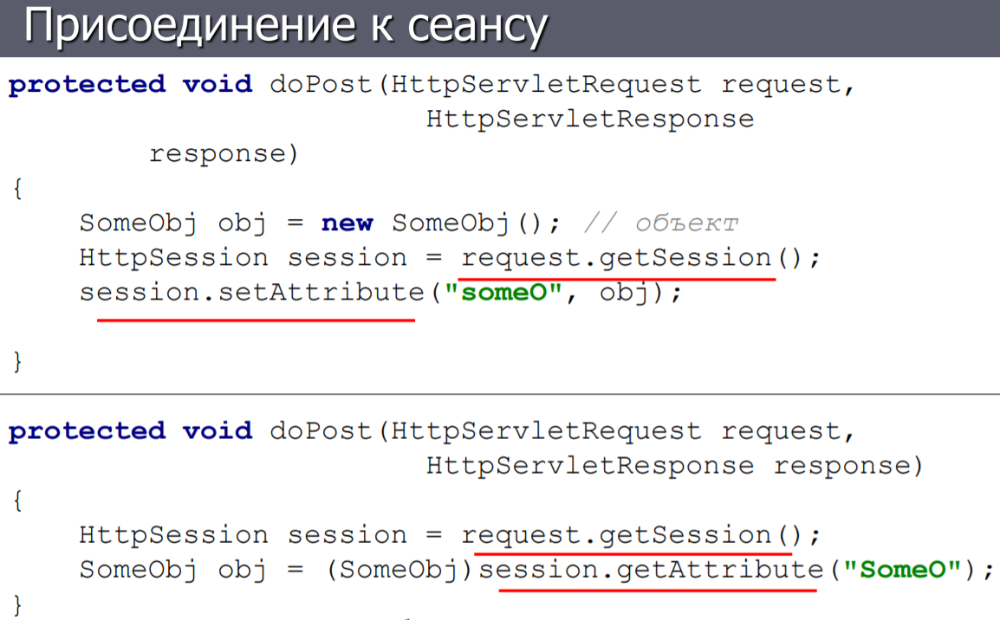 Присоединение к сеансу
protected void doPost(HttpServletRequest request,
HttpServletResponse
response)
{
SomeObj obj = new SomeObj(); // объект
HttpSession session = request.getSession();
session.setAttribute("someO", obj);
}
protected void doPost(HttpServletRequest request,
HttpServletResponse response)
{
HttpSession session = request.getSession();
SomeObj obj = (SomeObj)session.getAttribute("SomeO");
}